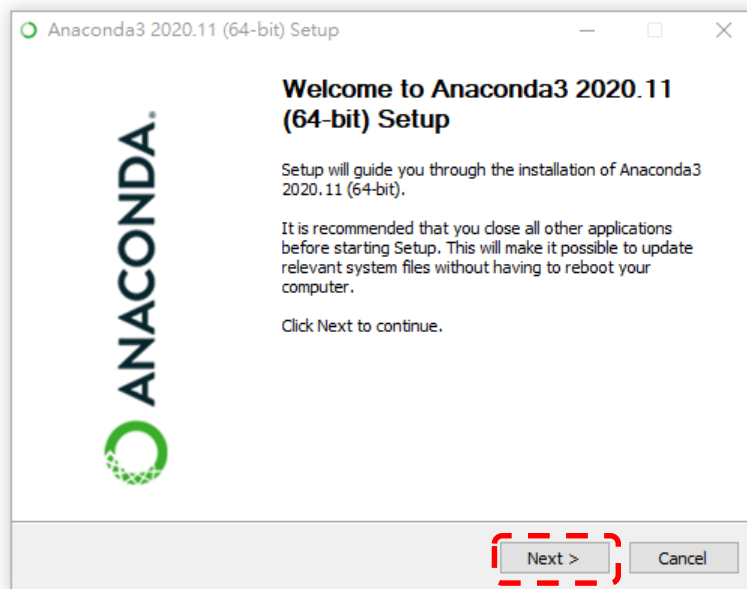 Anaconda3 2020.11 (64-bit) Setup
Welcome to Anaconda3 2020.11
(64-bit) Setup
ANACONDA.
Setup will guide you through the installation of Anaconda3
2020.11 (64-bit).
It is recommended that you close all other applications
before starting Setup. This will make it possible to update
relevant system files without having to reboot your
computer.
Click Next to continue.
Next >
Cancel